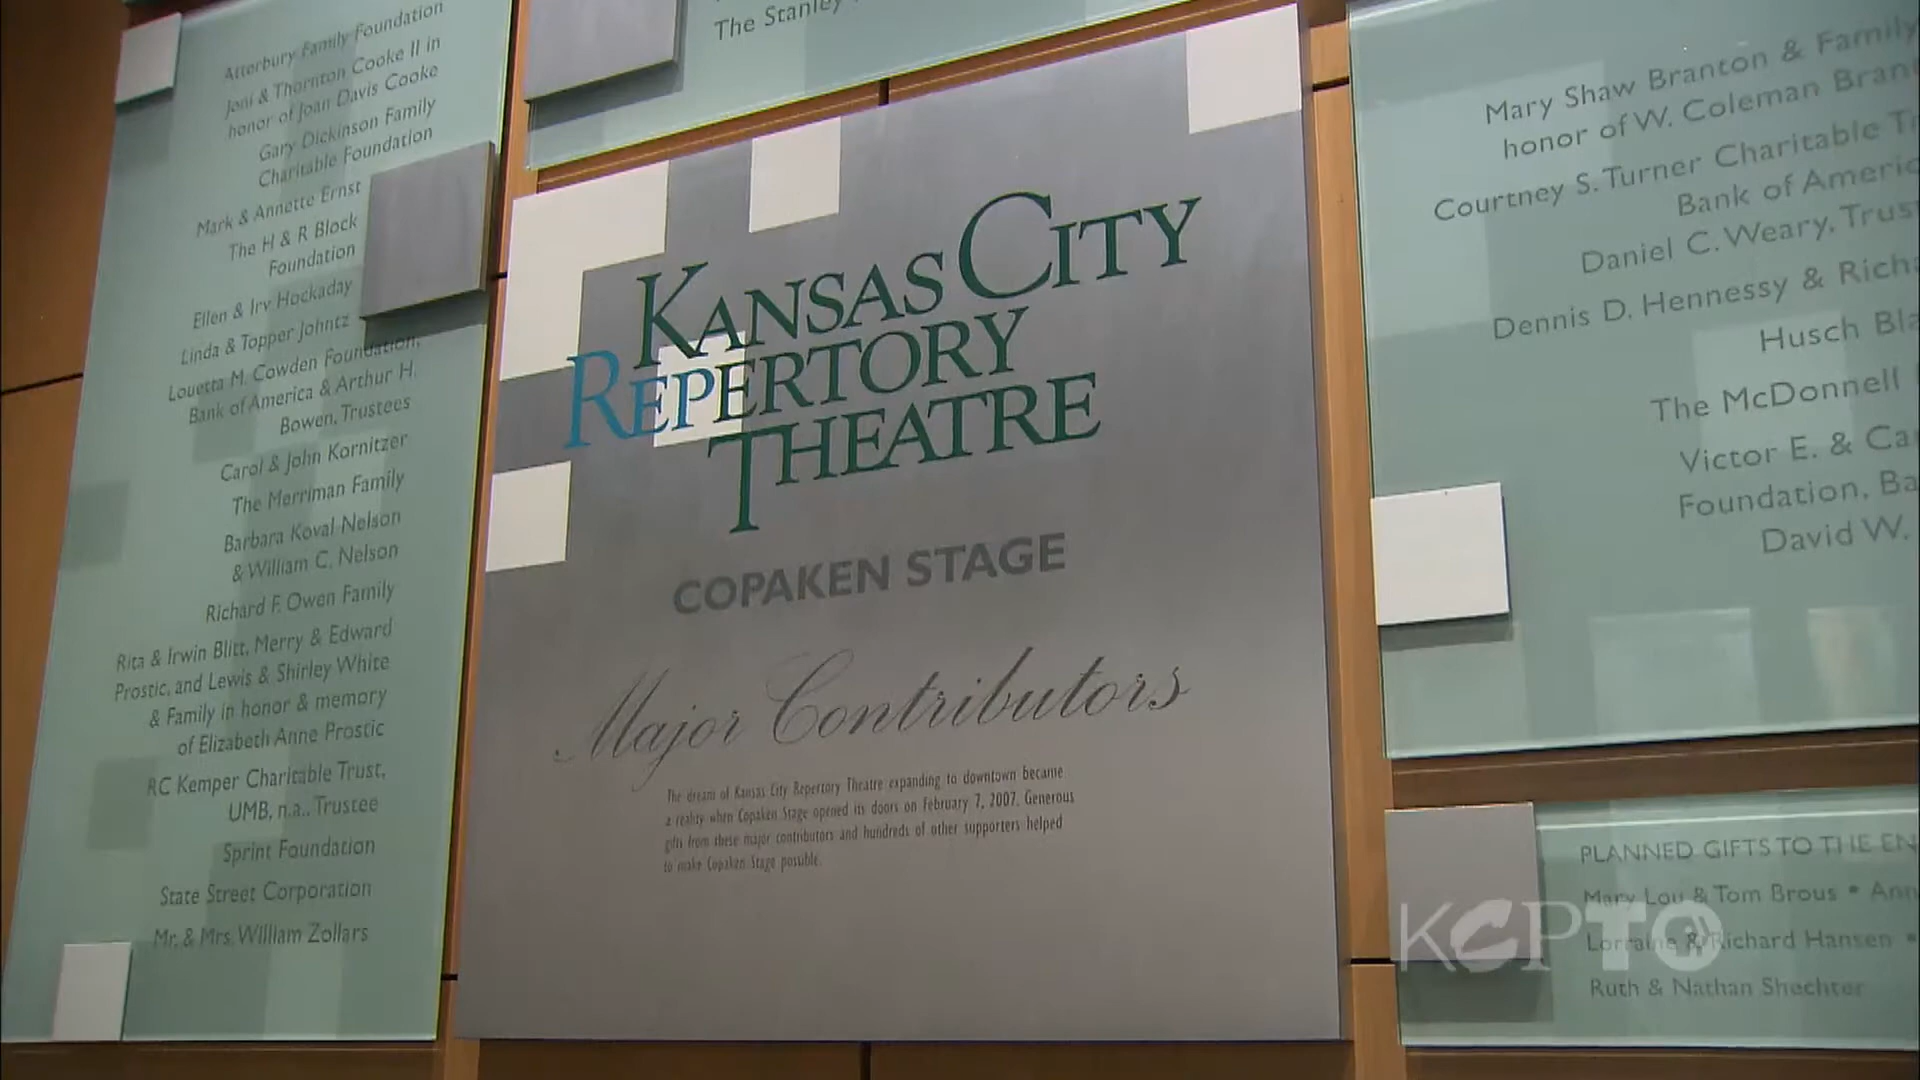 Atterbury Family Foundation
Joni & Thornton Cooke II in
honor of Joan Davis Cooke
Gary Dickinson Family
Charitable Foundation
Mark & Annette Ernst
The H & R Block
Foundation
Ellen & Irv Hockaday
Linda & Topper Johntz
Louetta M. Cowden Foundation,
Bank of America & Arthur H.
Bowen, Trustees
Carol & John Kornitzer
The Merriman Family
Barbara Koval Nelson
& William C. Nelson
Richard F. Owen Family
Rita & Irwin Blitt, Merry & Edward
Prostic, and Lewis & Shirley White
& Family in honor & memory
of Elizabeth Anne Prostic
RC Kemper Charitable Trust,
UMB, n.a., Trustee
Sprint Foundation
State Street Corporation
Mr. & Mrs. William Zollars
The Stanley
KANSAS CITY
REPERTORY
THEATRE
COPAKEN STAGE
Major Contributors
The dream of Kansas City Repertory Theatre expanding to downtown became
a reality when Copaken Stage opened its doors on February 7, 2007. Generous
gifts from these major contributors and hundreds of other supporters helped
to make Copaken Stage possible.
Mary Shaw Branton & Family
honor of W. Coleman Bran
Courtney S. Turner Charitable Tr
Bank of Americ
Daniel C. Weary, Trus
Dennis D. Hennessy & Rich
Husch Bla
The McDonnell
Victor E. & Ca
Foundation, Ba
David W.
PLANNED GIFTS TO THE EN
Mary Lou & Tom Brous • Ann
Lorraine & Richard Hansen •
Ruth & Nathan Shechter
KCPT